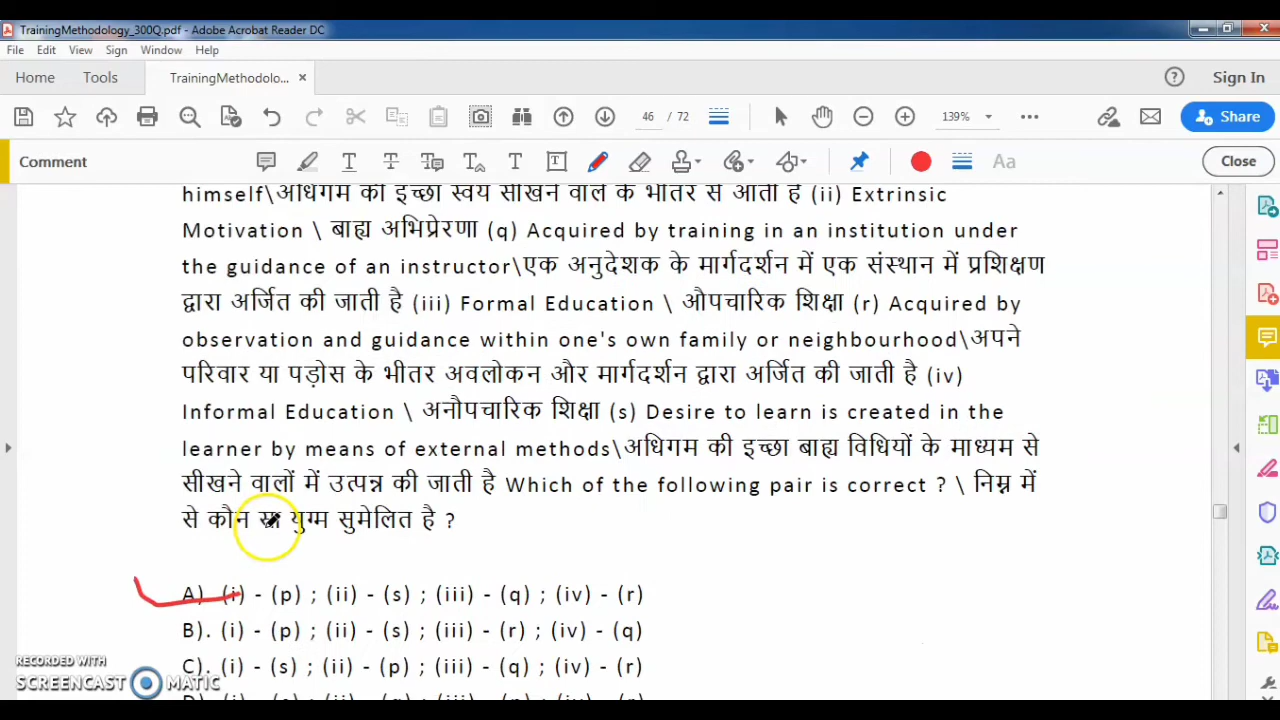 TrainingMethodology_300Q.pdf - Adobe Acrobat Reader DC
File Edit View Sign Window Help
Home Tools TrainingMethodolo... × Sign In
46 / 72 139%
Share
Comment
Aa
Close
himself\अधिगम की इच्छा स्वयं सीखने वाले के भीतर से आती है (ii) Extrinsic
Motivation \ बाह्य अभिप्रेरणा (q) Acquired by training in an institution under
the guidance of an instructor\एक अनुदेशक के मार्गदर्शन में एक संस्थान में प्रशिक्षण
द्वारा अर्जित की जाती है (iii) Formal Education \ औपचारिक शिक्षा (r) Acquired by
observation and guidance within one's own family or neighbourhood\अपने
परिवार या पड़ोस के भीतर अवलोकन और मार्गदर्शन द्वारा अर्जित की जाती है (iv)
Informal Education \ अनौपचारिक शिक्षा (s) Desire to learn is created in the
learner by means of external methods\अधिगम की इच्छा बाह्य विधियों के माध्यम से
सीखने वालों में उत्पन्न की जाती है Which of the following pair is correct ? \ निम्न में
से कौन सा युग्म सुमेलित है ?
A). (i) - (p) ; (ii) - (s) ; (iii) - (q) ; (iv) - (r)
B). (i) - (p) ; (ii) - (s) ; (iii) - (r) ; (iv) - (q)
C). (i) - (s) ; (ii) - (p) ; (iii) - (q) ; (iv) - (r)
RECORDED WITH
SCREENCAST MATIC